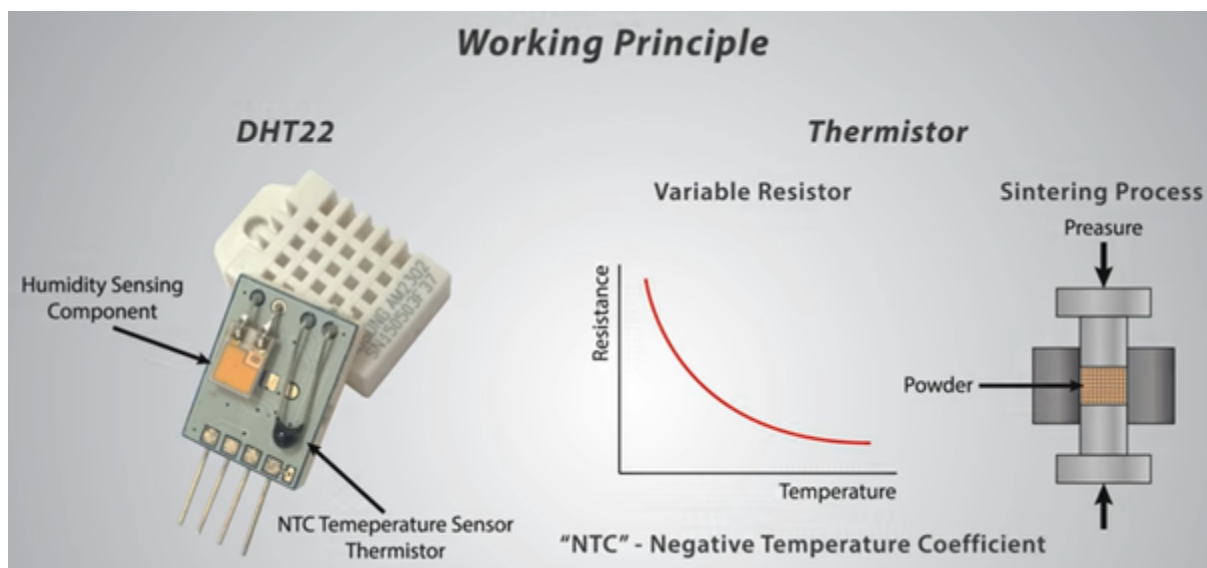 Working Principle
DHT22
Humidity Sensing
Component
AM2302
NTC Temeperature Sensor
Thermistor
Thermistor
Variable Resistor
Resistance
Temperature
"NTC" - Negative Temperature Coefficient
Sintering Process
Preasure
Powder